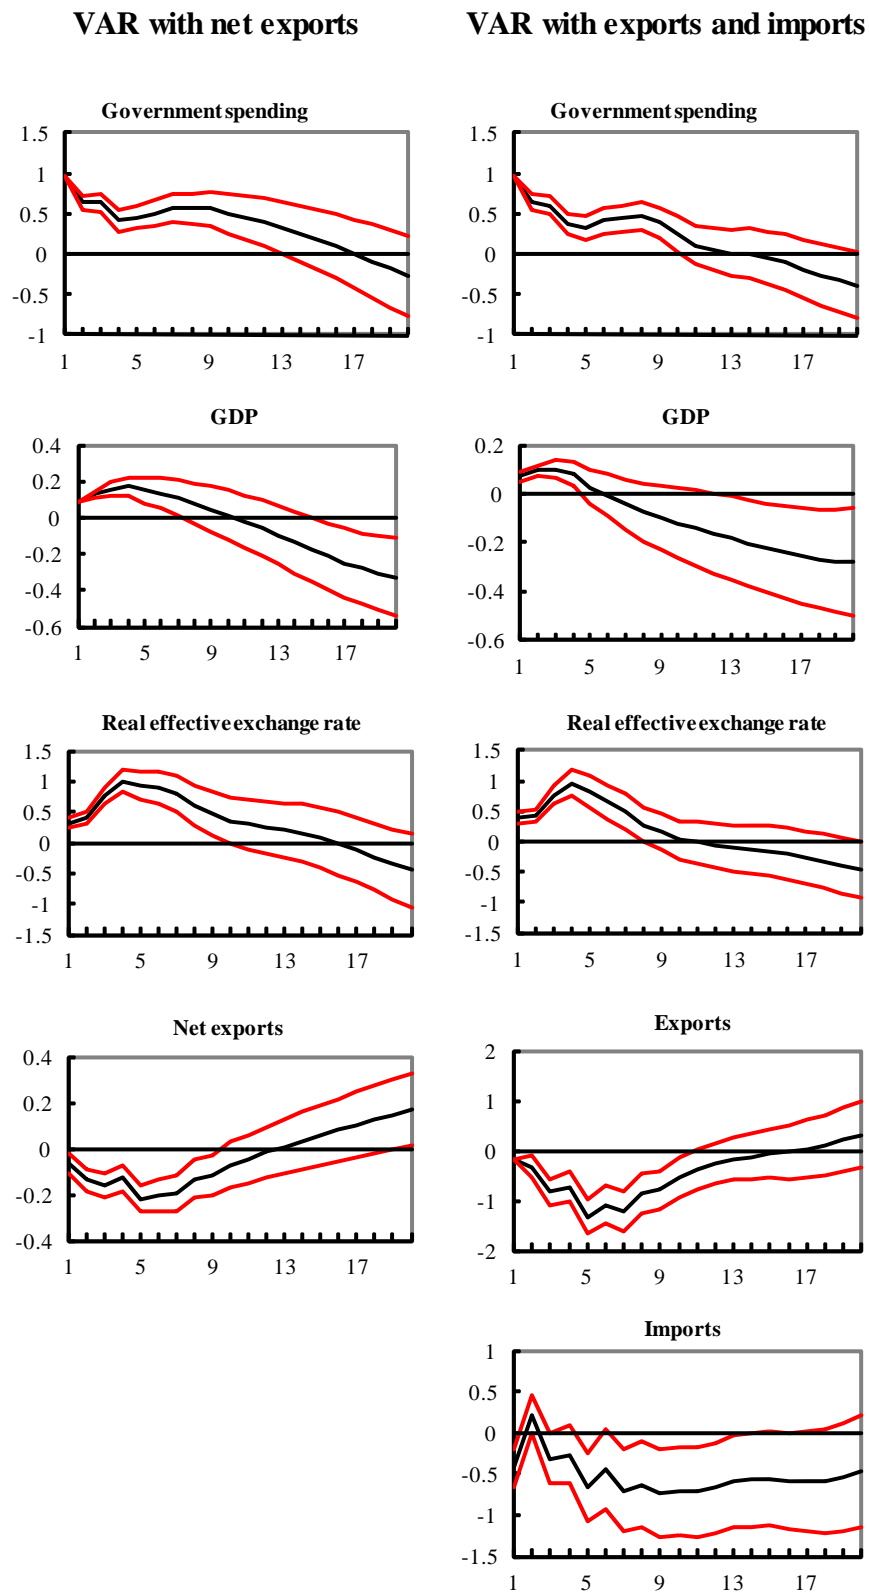 VAR with net exports
VAR with exports and imports
Government spending
1.5
1
0.5
0
-0.5
-1
1 5 9 13 17
Government spending
1.5
1
0.5
0
-0.5
-1
1 5 9 13 17
GDP
0.4
0.2
0
-0.2
-0.4
-0.6
1 5 9 13 17
GDP
0.2
0
-0.2
-0.4
-0.6
1 5 9 13 17
Real effective exchange rate
1.5
1
0.5
0
-0.5
-1
-1.5
1 5 9 13 17
Real effective exchange rate
1.5
1
0.5
0
-0.5
-1
-1.5
1 5 9 13 17
Net exports
0.4
0.2
0
-0.2
-0.4
1 5 9 13 17
Exports
2
1
0
-1
-2
1 5 9 13 17
Imports
1
0.5
0
-0.5
-1
-1.5
1 5 9 13 17